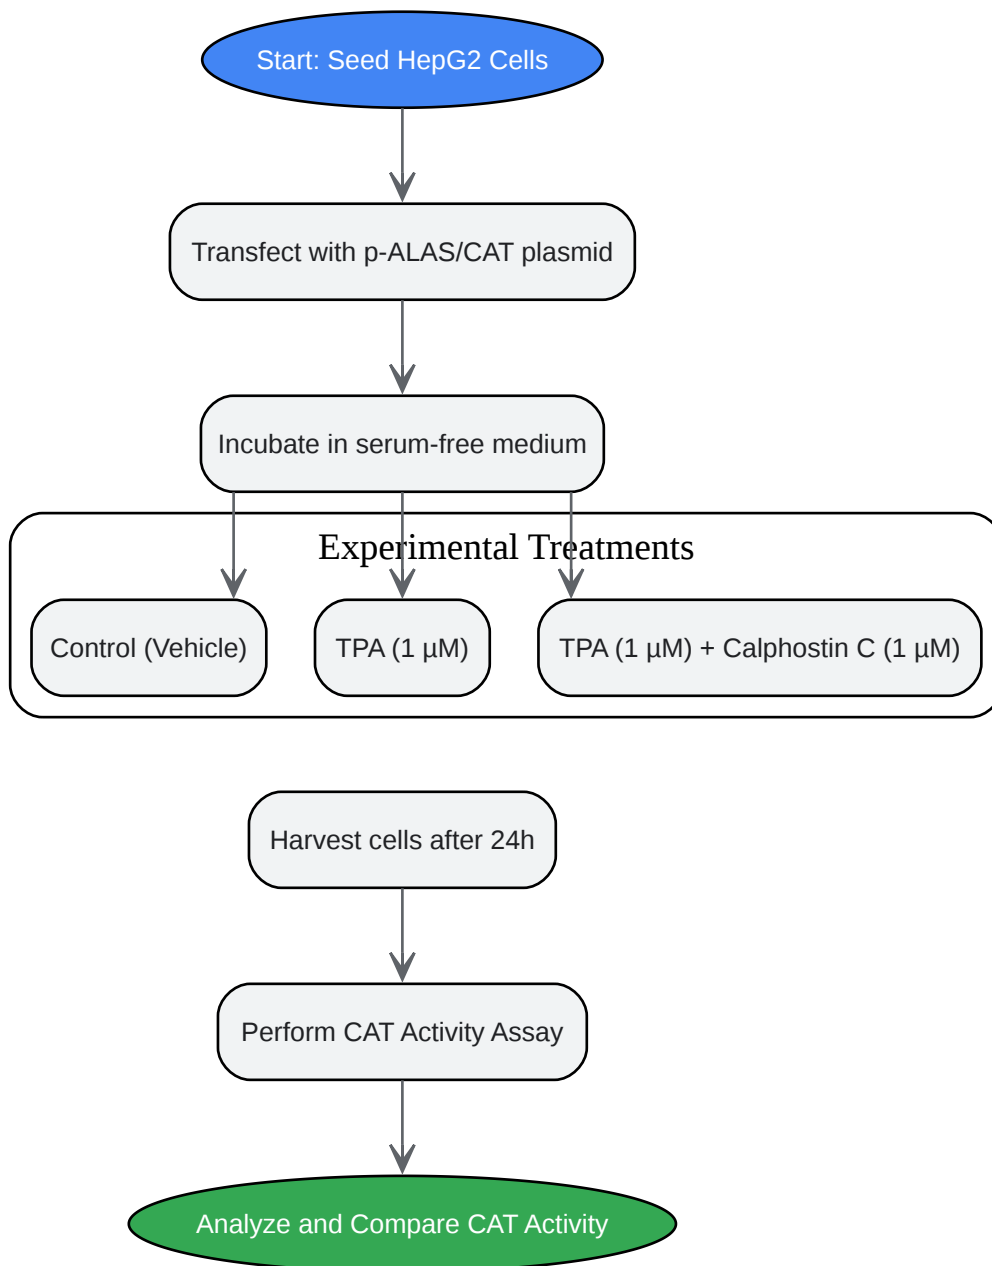 Start: Seed HepG2 Cells
Transfect with p-ALAS/CAT plasmid
Incubate in serum-free medium
Experimental Treatments
Control (Vehicle)
TPA (1 µM)
TPA (1 µM) + Calphostin C (1 µM)
Harvest cells after 24h
Perform CAT Activity Assay
Analyze and Compare CAT Activity